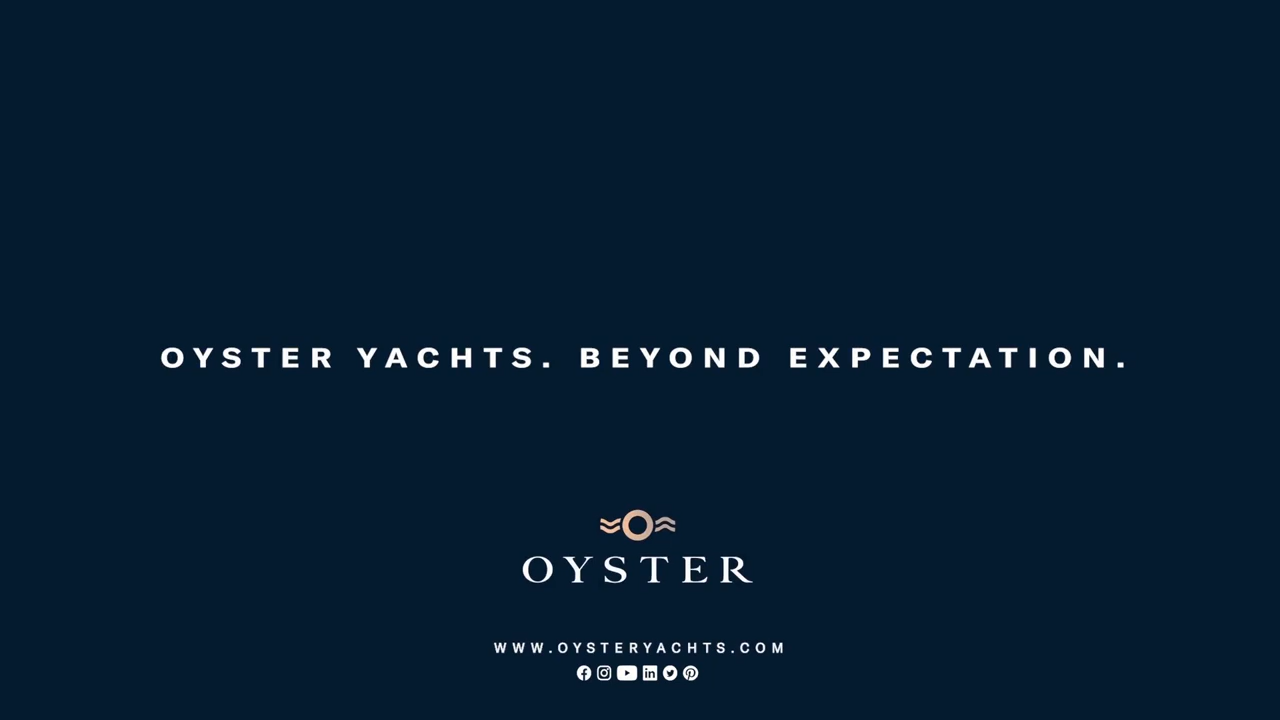 OYSTER YACHTS. BEYOND EXPECTATION.
OYSTER
WWW.OYSTERYACHTS.COM